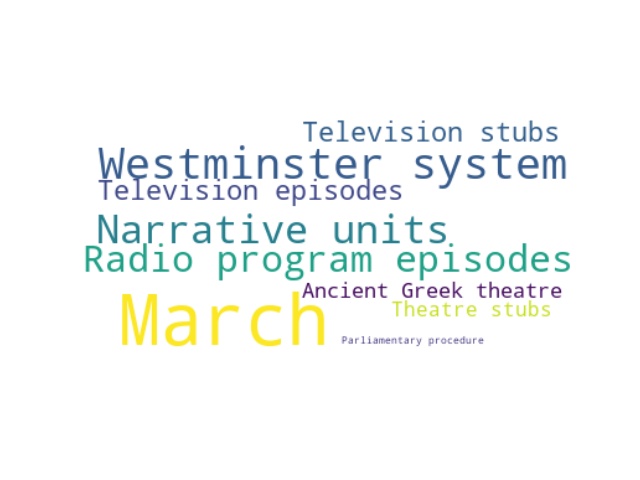 Television stubs
Westminster system
Television episodes
Narrative units
Radio program episodes
Ancient Greek theatre
March
Theatre stubs
Parliamentary procedure